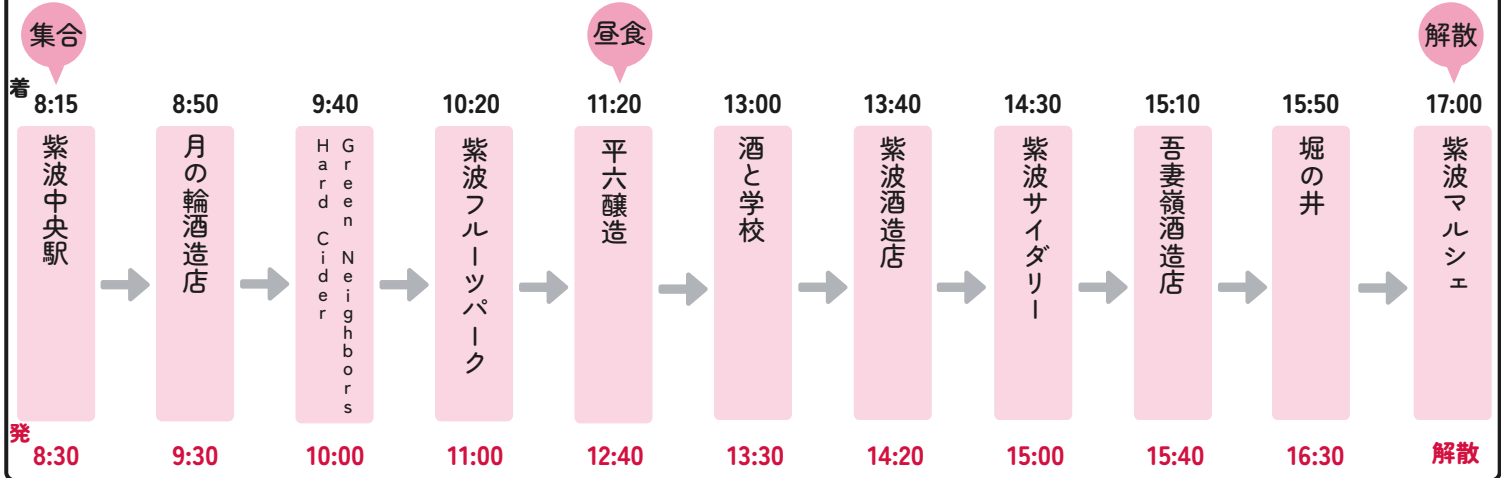 集合
昼食
解散
着
8:15
8:50
9:40
10:20
11:20
13:00
13:40
14:30
15:10
15:50
17:00
紫波中央駅
月の輪酒造店
Green Neighbors
Hard Cider
紫波フルーツパーク
平六醸造
酒と学校
紫波酒造店
紫波サイダリー
吾妻嶺酒造店
堀の井
紫波マルシェ
発
8:30
9:30
10:00
11:00
12:40
13:30
14:20
15:00
15:40
16:30
解散